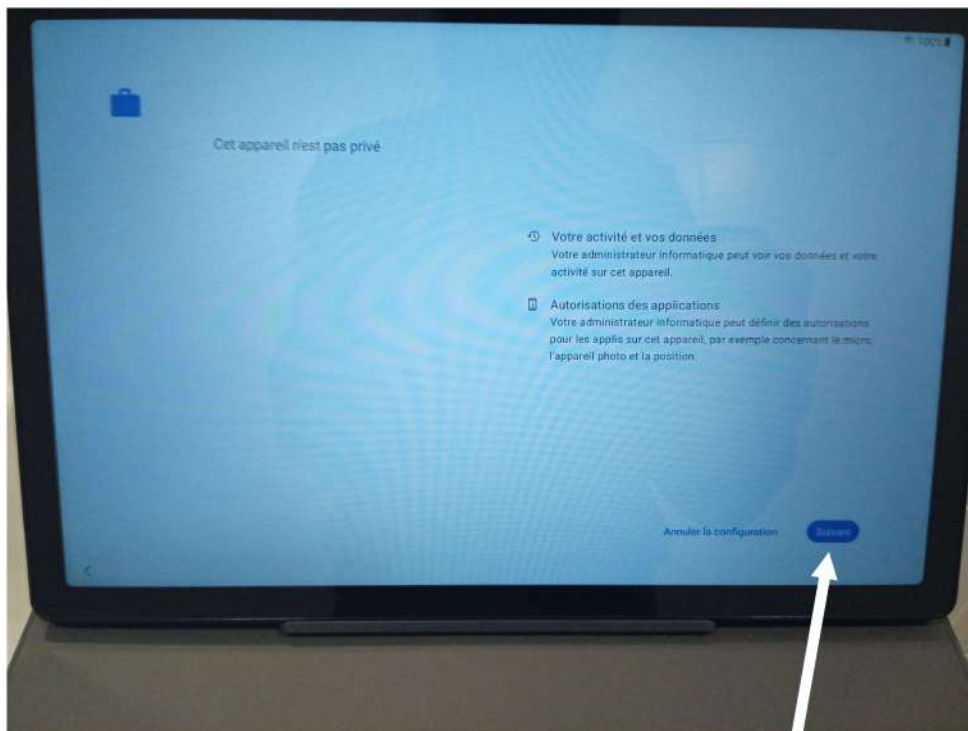 100%
Cet appareil n'est pas privé
Votre activité et vos données
Votre administrateur informatique peut voir vos données et votre
activité sur cet appareil.
Autorisations des applications
Votre administrateur informatique peut définir des autorisations
pour les applis sur cet appareil, par exemple concernant le micro,
l'appareil photo et la position.
Annuler la configuration
Suivant